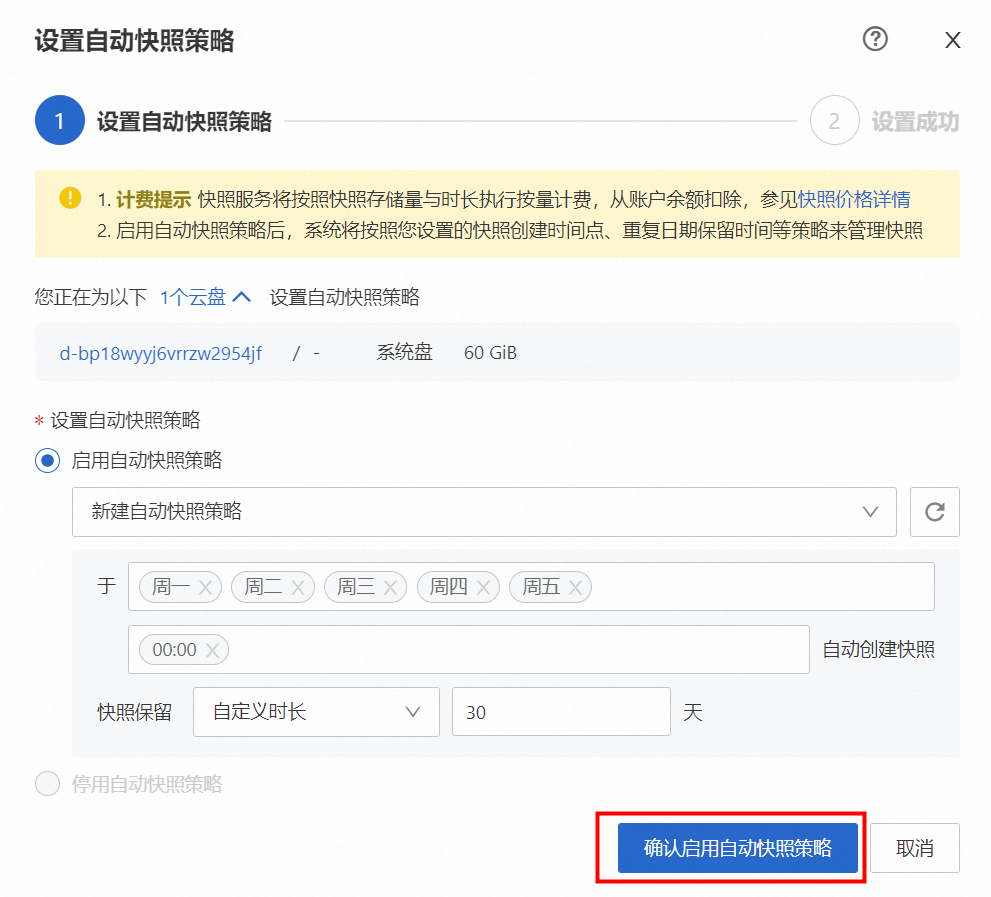 设置自动快照策略
1 设置自动快照策略 2 设置成功
1. 计费提示 快照服务将按照快照存储量与时长执行按量计费，从账户余额扣除，参见快照价格详情
2. 启用自动快照策略后，系统将按照您设置的快照创建时间点、重复日期保留时间等策略来管理快照
您正在为以下 1个云盘 设置自动快照策略
d-bp18wyyj6vrrzw2954jf / - 系统盘 60 GiB
* 设置自动快照策略
启用自动快照策略
新建自动快照策略
于 周一 周二 周三 周四 周五
00:00 自动创建快照
快照保留 自定义时长 30 天
停用自动快照策略
确认启用自动快照策略 取消